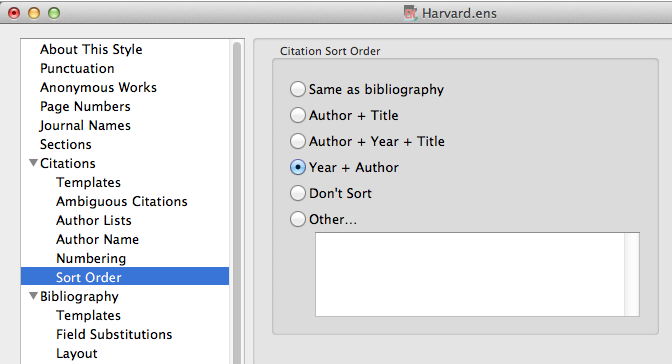 Harvard.ens
About This Style
Punctuation
Anonymous Works
Page Numbers
Journal Names
Sections
Citations
Templates
Ambiguous Citations
Author Lists
Author Name
Numbering
Sort Order
Bibliography
Templates
Field Substitutions
Layout
Citation Sort Order
Same as bibliography
Author + Title
Author + Year + Title
Year + Author
Don't Sort
Other...